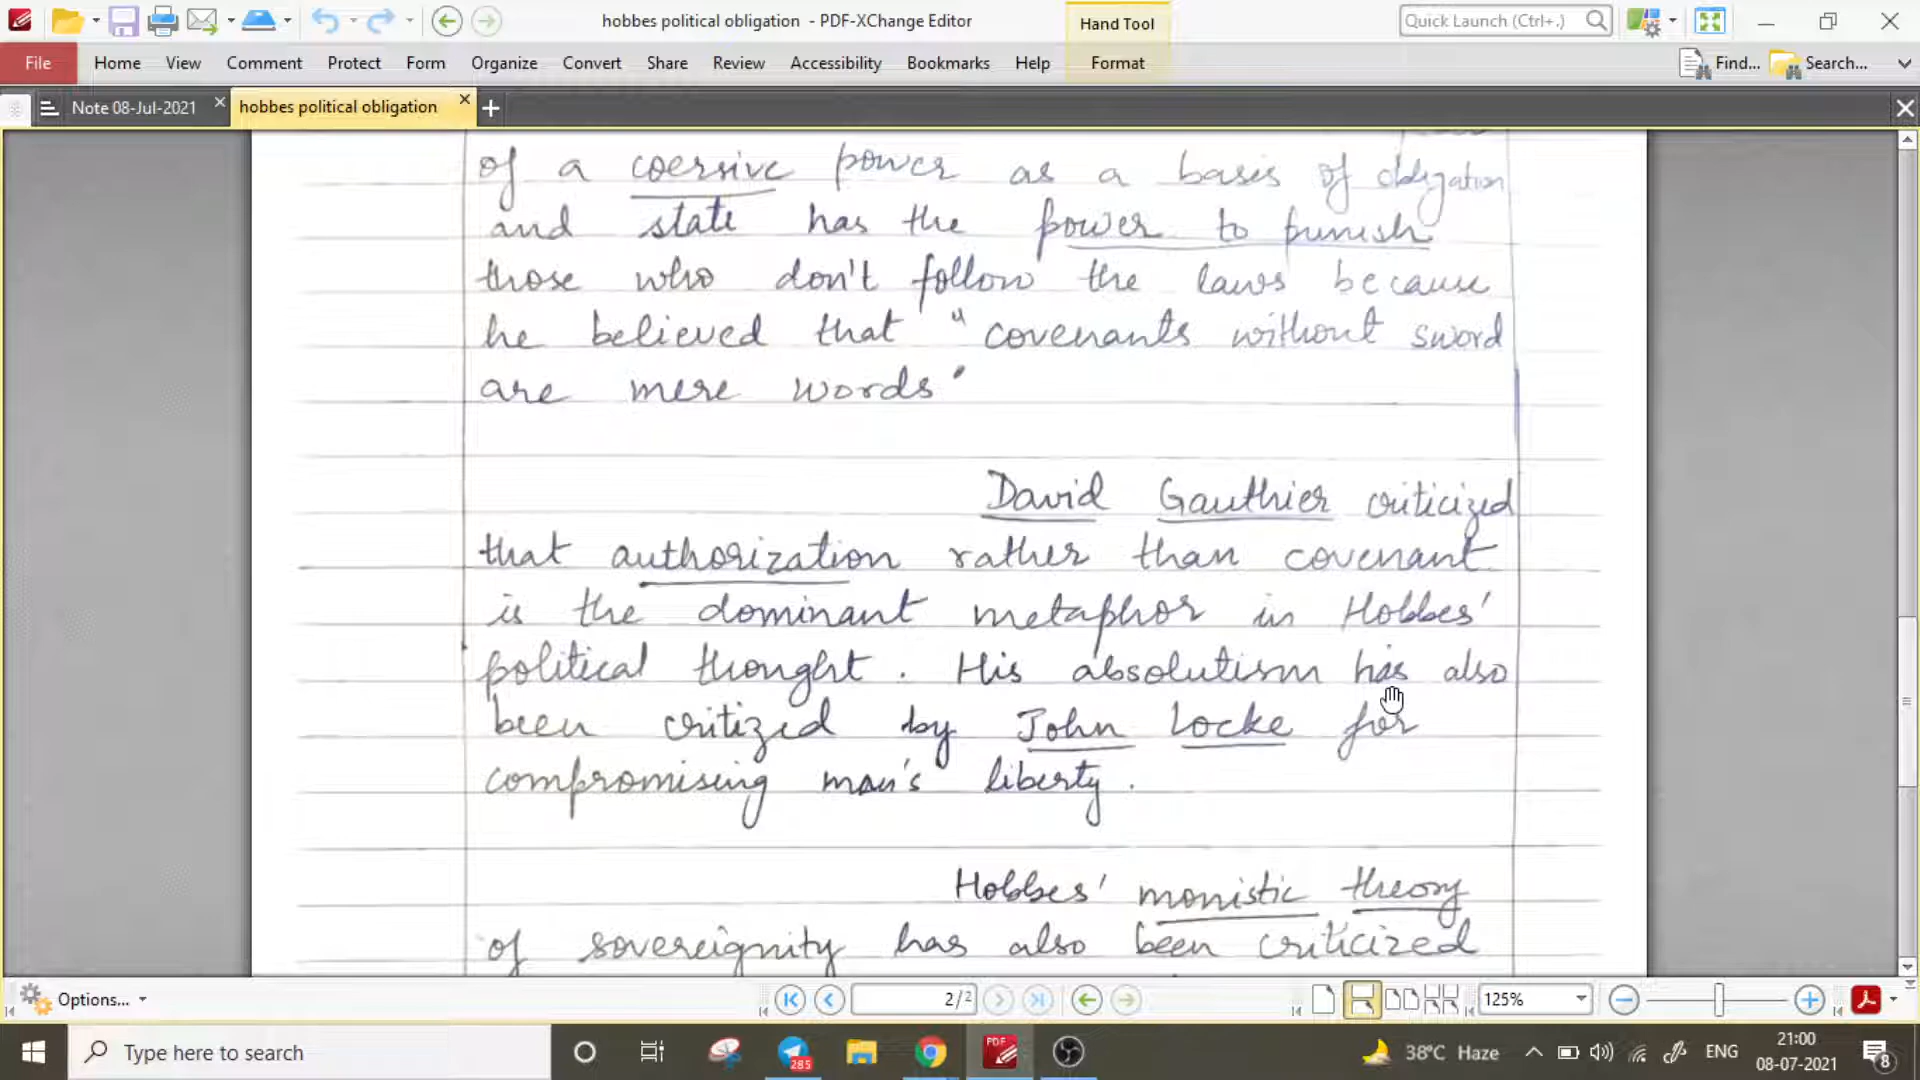 hobbes political obligation - PDF-XChange Editor
Hand Tool
Quick Launch (Ctrl+.)
File Home View Comment Protect Form Organize Convert Share Review Accessibility Bookmarks Help Format Find... Search...
Note 08-Jul-2021 hobbes political obligation
of a coersive power as a basis of obligation
and state has the power to punish
those who don't follow the laws because
he believed that "covenants without sword
are mere words"
David Gauthier criticized
that authorization rather than covenant
is the dominant metaphor in Hobbes'
political thought. His absolutism has also
been critized by John Locke for
compromising man's liberty.
Hobbes' monistic theory
of sovereignity has also been criticized
Options... 2/2 125%
Type here to search
285
PDF
38°C Haze
ENG
21:00
08-07-2021
8